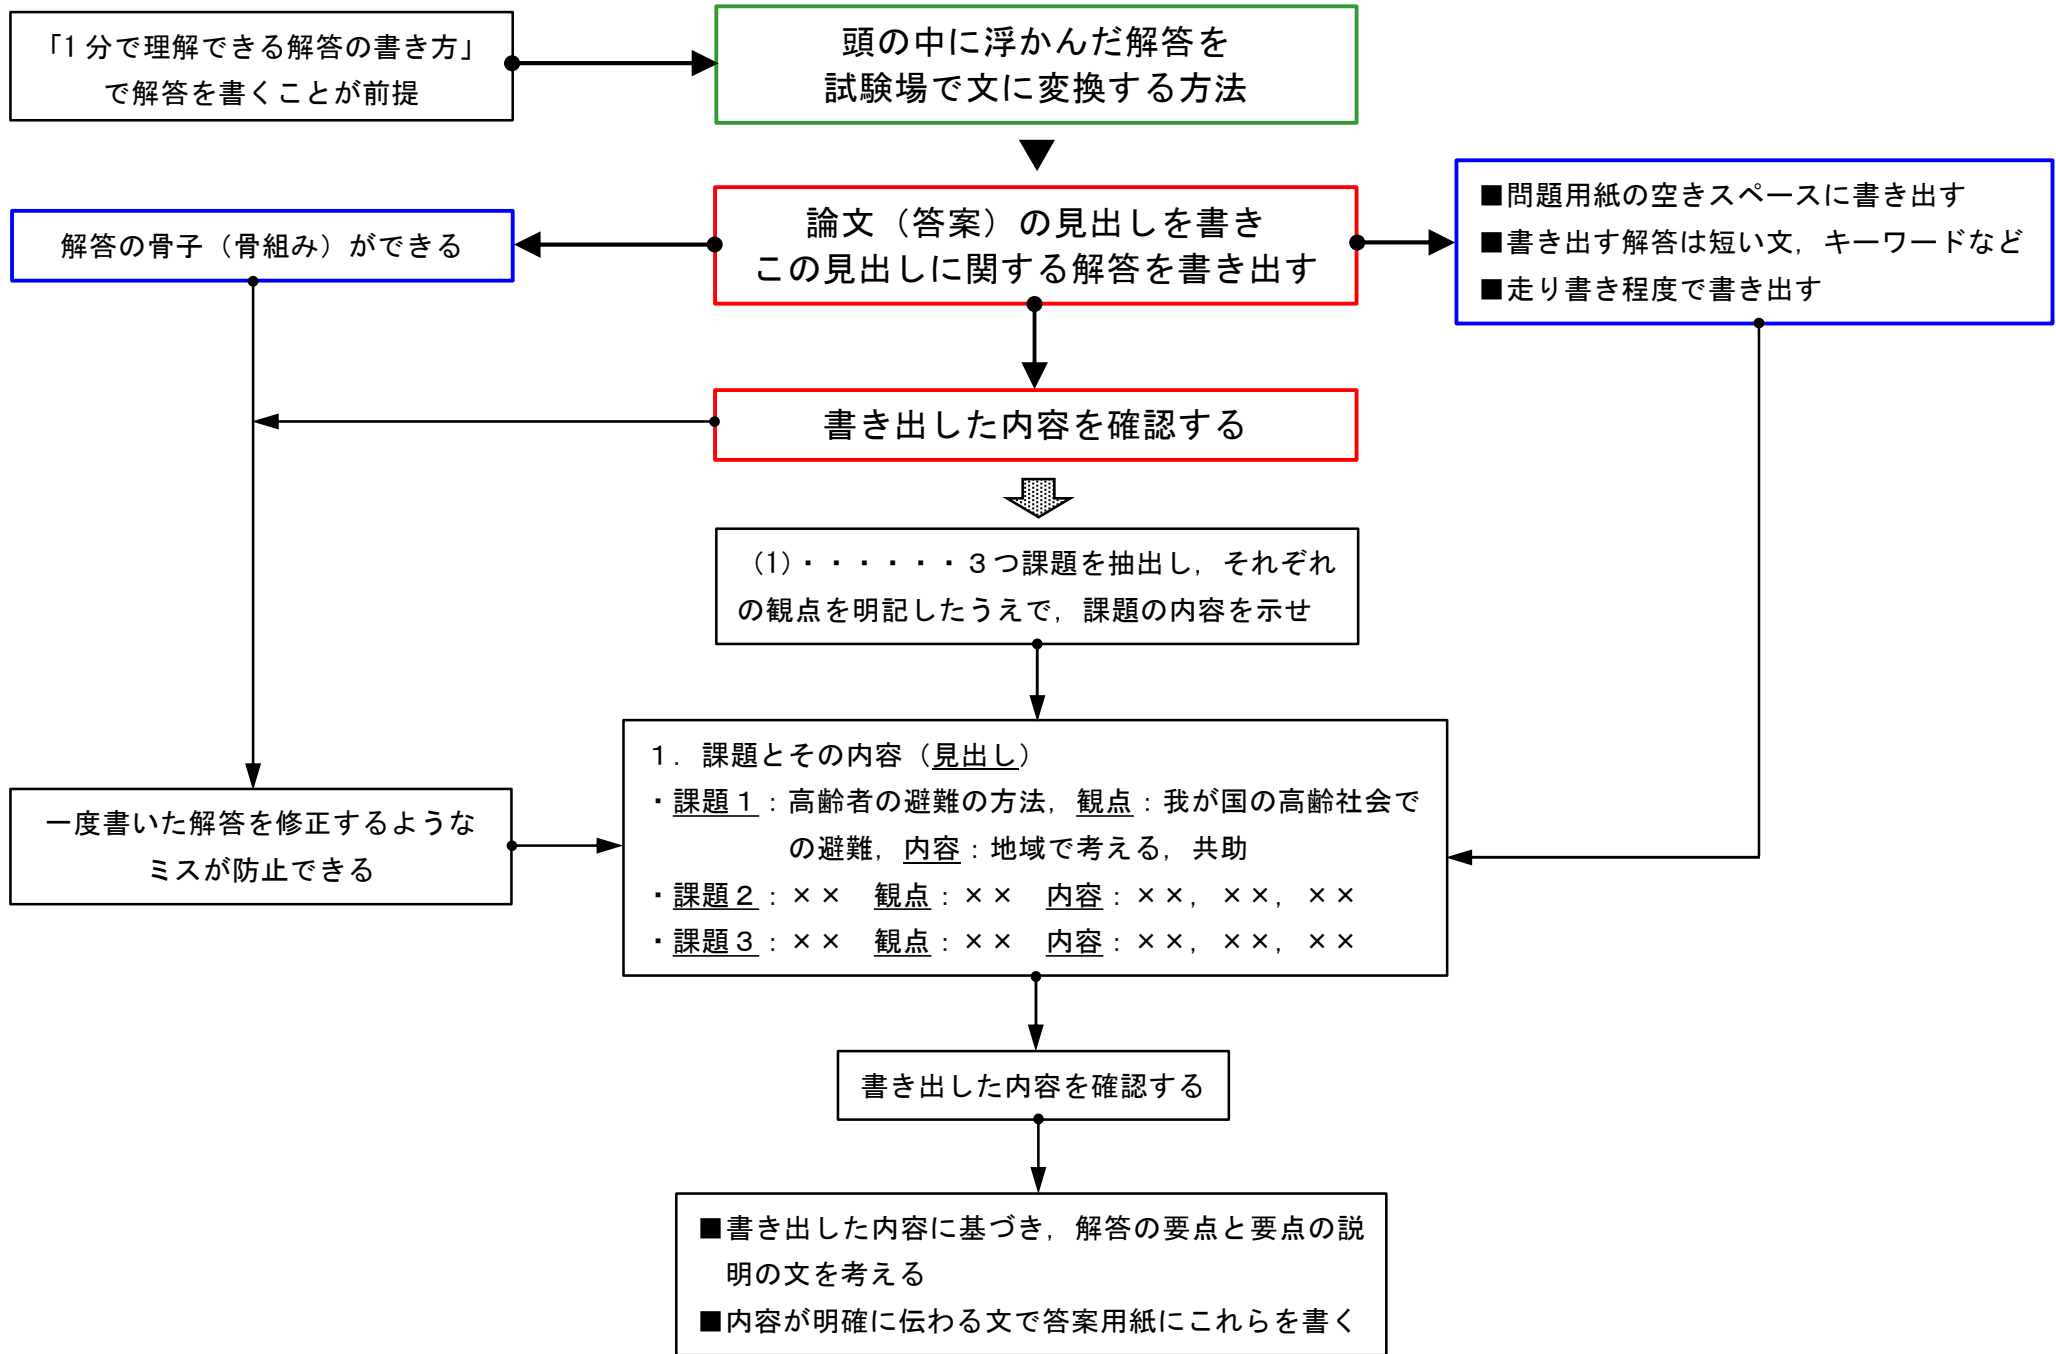 「1分で理解できる解答の書き方」
で解答を書くことが前提
頭の中に浮かんだ解答を
試験場で文に変換する方法
論文（答案）の見出しを書き
この見出しに関する解答を書き出す
解答の骨子（骨組み）ができる
■問題用紙の空きスペースに書き出す
■書き出す解答は短い文，キーワードなど
■走り書き程度で書き出す
書き出した内容を確認する
(1)・・・・・・３つ課題を抽出し，それぞれ
の観点を明記したうえで，課題の内容を示せ
一度書いた解答を修正するような
ミスが防止できる
１．課題とその内容（見出し）
・課題１：高齢者の避難の方法，観点：我が国の高齢社会で
の避難，内容：地域で考える，共助
・課題２：××　観点：××　内容：××，××，××
・課題３：××　観点：××　内容：××，××，××
書き出した内容を確認する
■書き出した内容に基づき，解答の要点と要点の説
明の文を考える
■内容が明確に伝わる文で答案用紙にこれらを書く